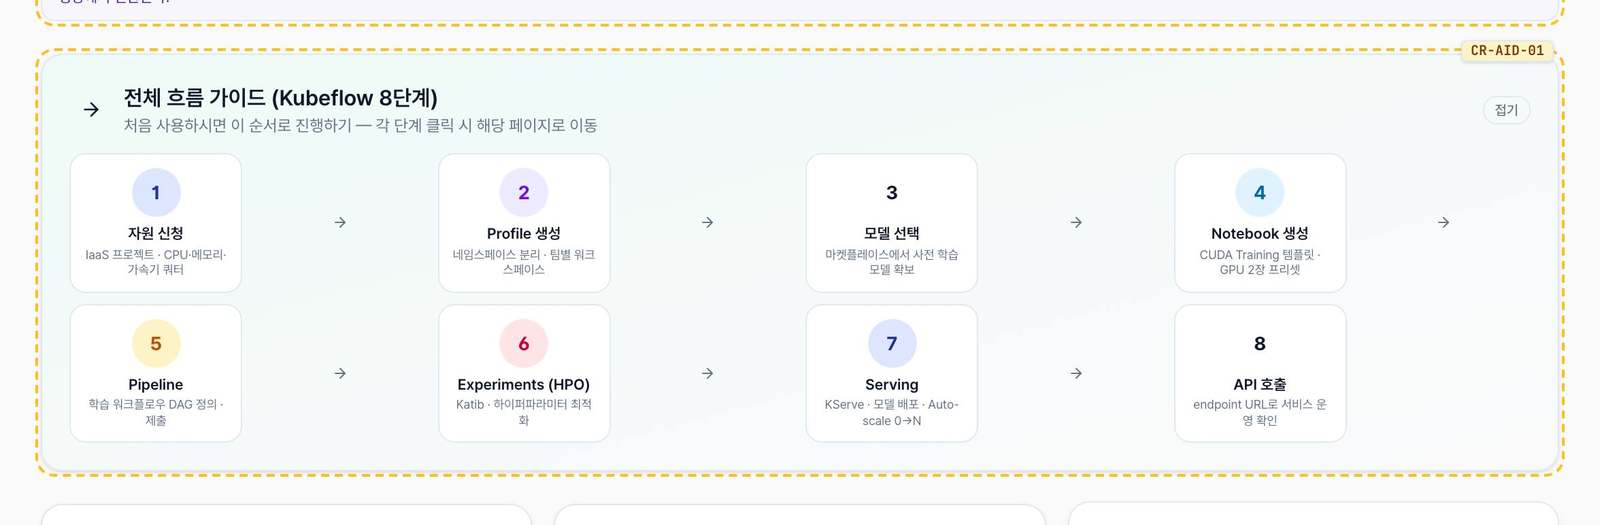 CR-AID-01
→ 전체 흐름 가이드 (Kubeflow 8단계)
처음 사용하시면 이 순서로 진행하기 — 각 단계 클릭 시 해당 페이지로 이동
접기
1
자원 신청
IaaS 프로젝트 · CPU·메모리·
가속기 쿼터
→
2
Profile 생성
네임스페이스 분리 · 팀별 워크
스페이스
→
3
모델 선택
마켓플레이스에서 사전 학습
모델 확보
→
4
Notebook 생성
CUDA Training 템플릿 ·
GPU 2장 프리셋
→
5
Pipeline
학습 워크플로우 DAG 정의 ·
제출
→
6
Experiments (HPO)
Katib · 하이퍼파라미터 최적
화
→
7
Serving
KServe · 모델 배포 · Auto-
scale 0→N
→
8
API 호출
endpoint URL로 서비스 운
영 확인